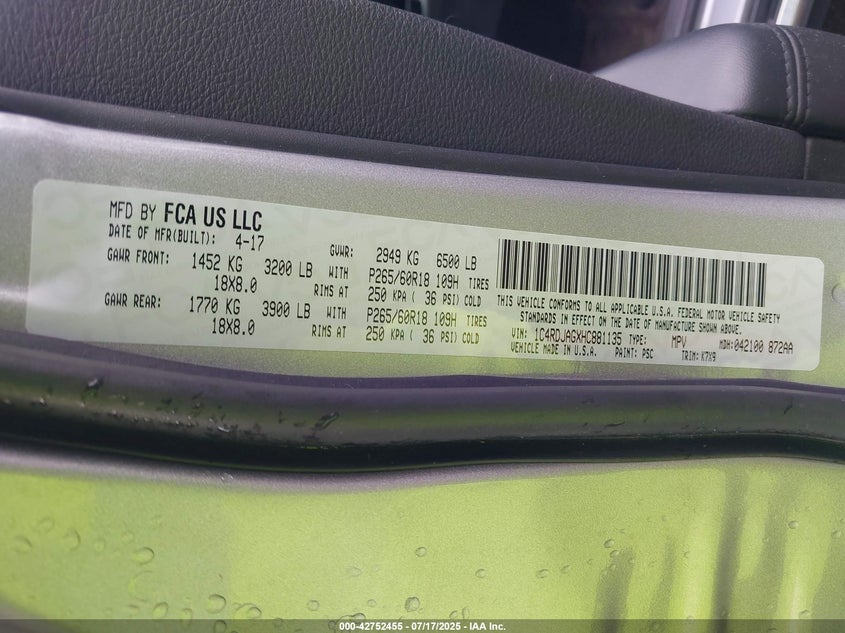 MFD BY FCA US LLC
DATE OF MFR(BUILT): 4-17 GVWR: 2949 KG 6500 LB
GAWR FRONT: 1452 KG 3200 LB WITH P265/60R18 109H TIRES
18X8.0 RIMS AT 250 KPA ( 36 PSI) COLD
GAWR REAR: 1770 KG 3900 LB WITH P265/60R18 109H TIRES
18X8.0 RIMS AT 250 KPA ( 36 PSI) COLD
THIS VEHICLE CONFORMS TO ALL APPLICABLE U.S.A. FEDERAL MOTOR VEHICLE SAFETY
STANDARDS IN EFFECT ON THE DATE OF MANUFACTURE SHOWN ABOVE.
VIN: 1C4RDJAGXHC881135 TYPE: MPV MDH: 042100 872AA
VEHICLE MADE IN U.S.A. PAINT: PSC TRIM: K7X9
000-42752455 - 07/17/2025 - IAA Inc.